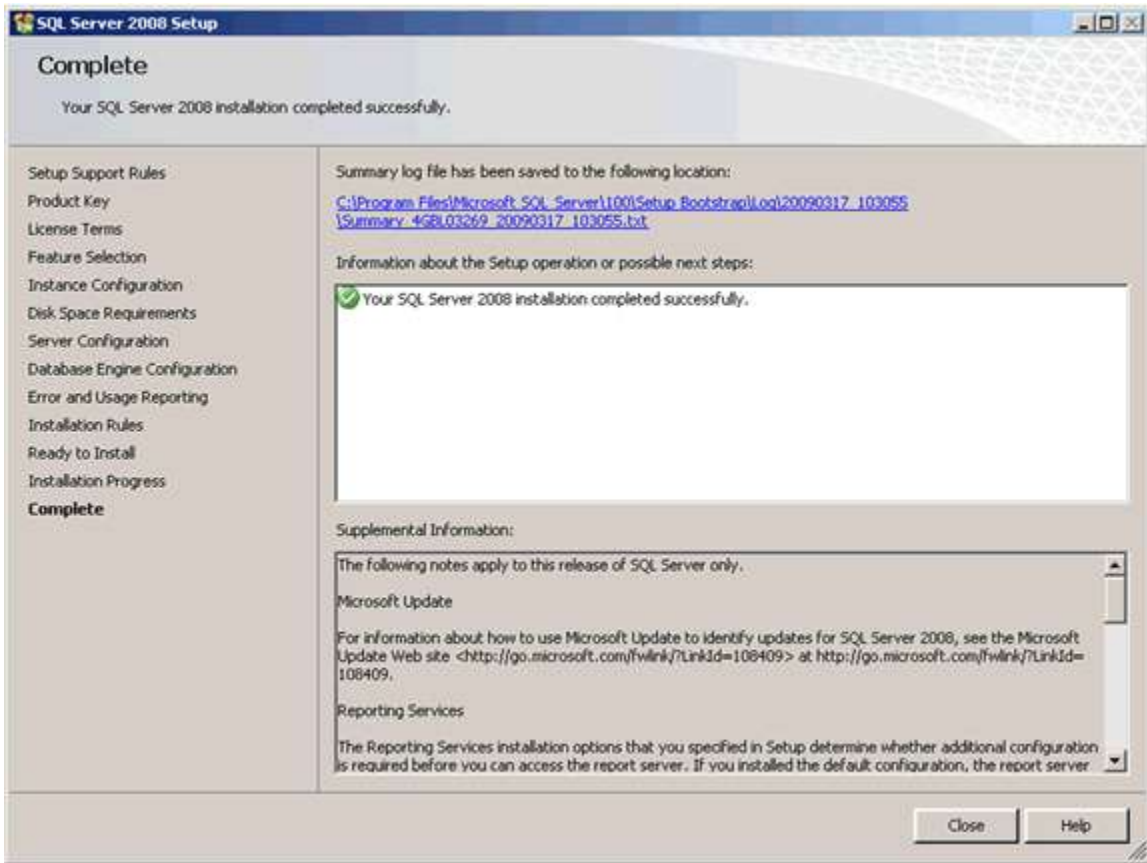 SQL Server 2008 Setup
Complete
Your SQL Server 2008 installation completed successfully.
Setup Support Rules
Product Key
License Terms
Feature Selection
Instance Configuration
Disk Space Requirements
Server Configuration
Database Engine Configuration
Error and Usage Reporting
Installation Rules
Ready to Install
Installation Progress
Complete
Summary log file has been saved to the following location:
C:\Program Files\Microsoft SQL Server\100\Setup Bootstrap\Log\20090317_103055
\Summary_4GBL03269_20090317_103055.txt
Information about the Setup operation or possible next steps:
Your SQL Server 2008 installation completed successfully.
Supplemental Information:
The following notes apply to this release of SQL Server only.
Microsoft Update
For information about how to use Microsoft Update to identify updates for SQL Server 2008, see the Microsoft
Update Web site <http://go.microsoft.com/fwlink/?LinkId=108409> at http://go.microsoft.com/fwlink/?LinkId=
108409.
Reporting Services
The Reporting Services installation options that you specified in Setup determine whether additional configuration
is required before you can access the report server. If you installed the default configuration, the report server
Close
Help